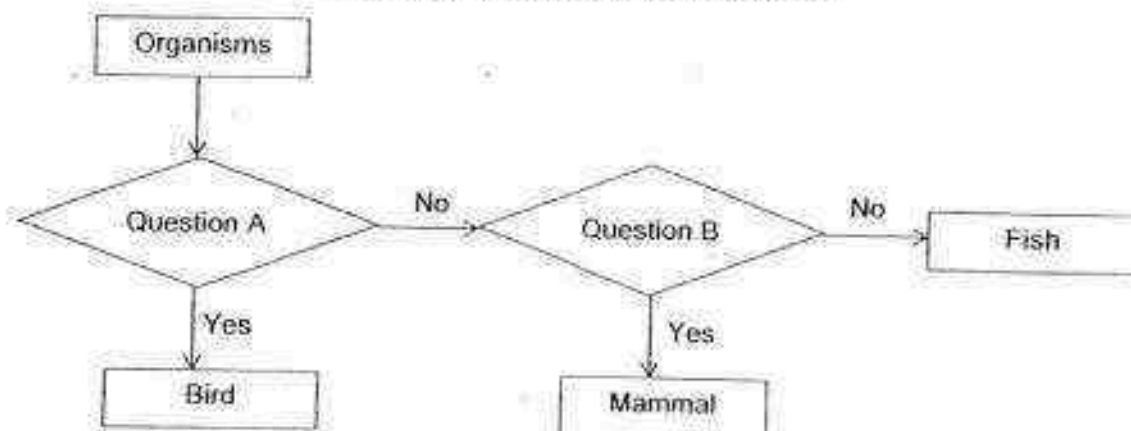 Organisms
Question A
No
Question B
No
Fish
Yes
Yes
Bird
Mammal